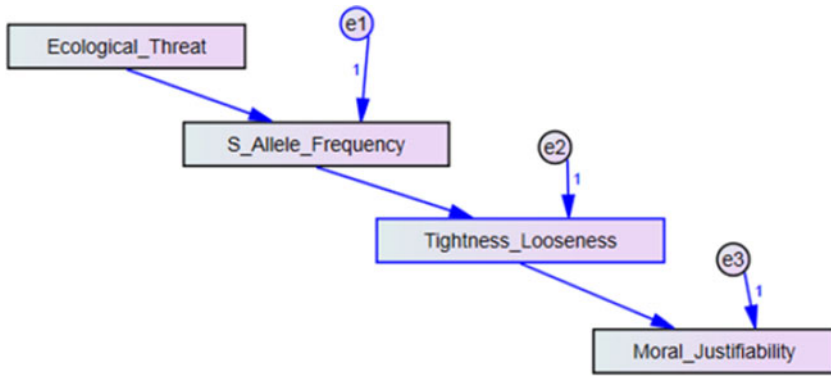 e1
Ecological_Threat
1
S_Allele_Frequency
e2
1
Tightness_Looseness
e3
1
Moral_Justifiability